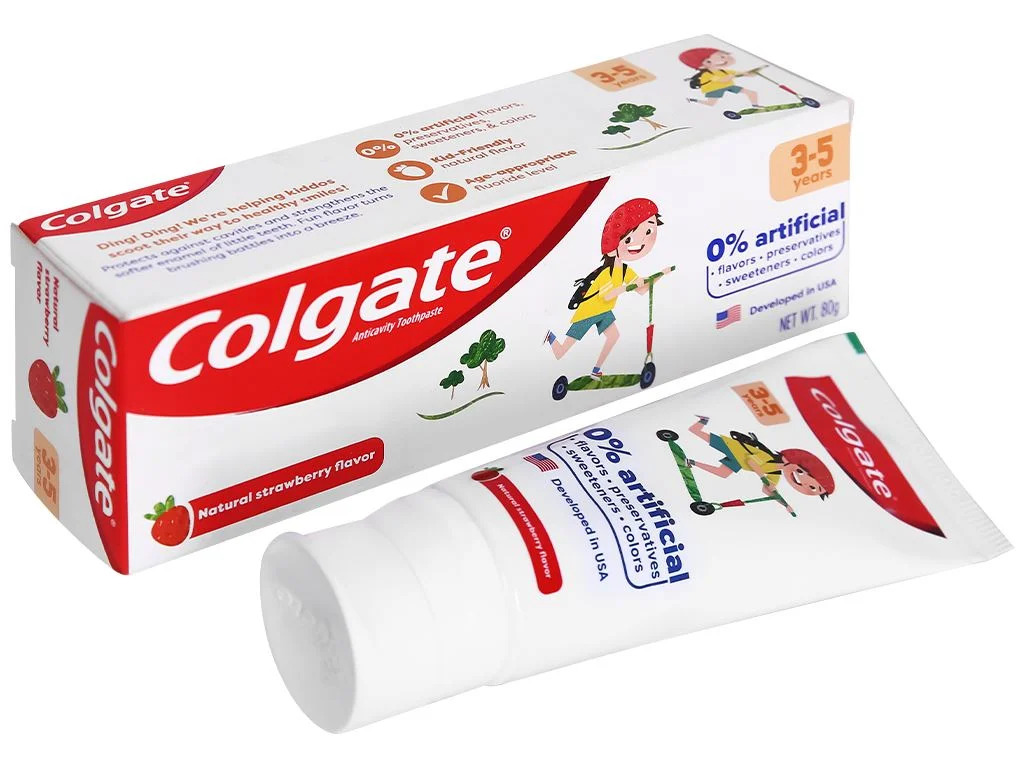 Colgate®
Ding! Ding! We're helping kiddos
scoot their way to healthy smiles!
Protects against cavities and strengthens the
softer enamel of little teeth. Fun flavor turns
brushing battles into a breeze.
0%
0% artificial flavors,
preservatives,
sweeteners, & colors
Kid-Friendly
natural flavor
Age-appropriate
fluoride level
3-5
years
Natural
strawberry
flavor
Colgate®
3-5
years
Colgate®
Anticavity Toothpaste
Natural strawberry flavor
3-5
years
0% artificial
• flavors • preservatives
• sweeteners • colors
Developed in USA
NET WT. 80g
Colgate®
3-5
years
0% artificial
• flavors • preservatives
• sweeteners • colors
Developed in USA
Natural strawberry flavor
Colgate